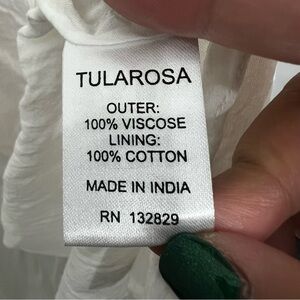 TULAROSA
OUTER:
100% VISCOSE
LINING:
100% COTTON
MADE IN INDIA
RN 132829